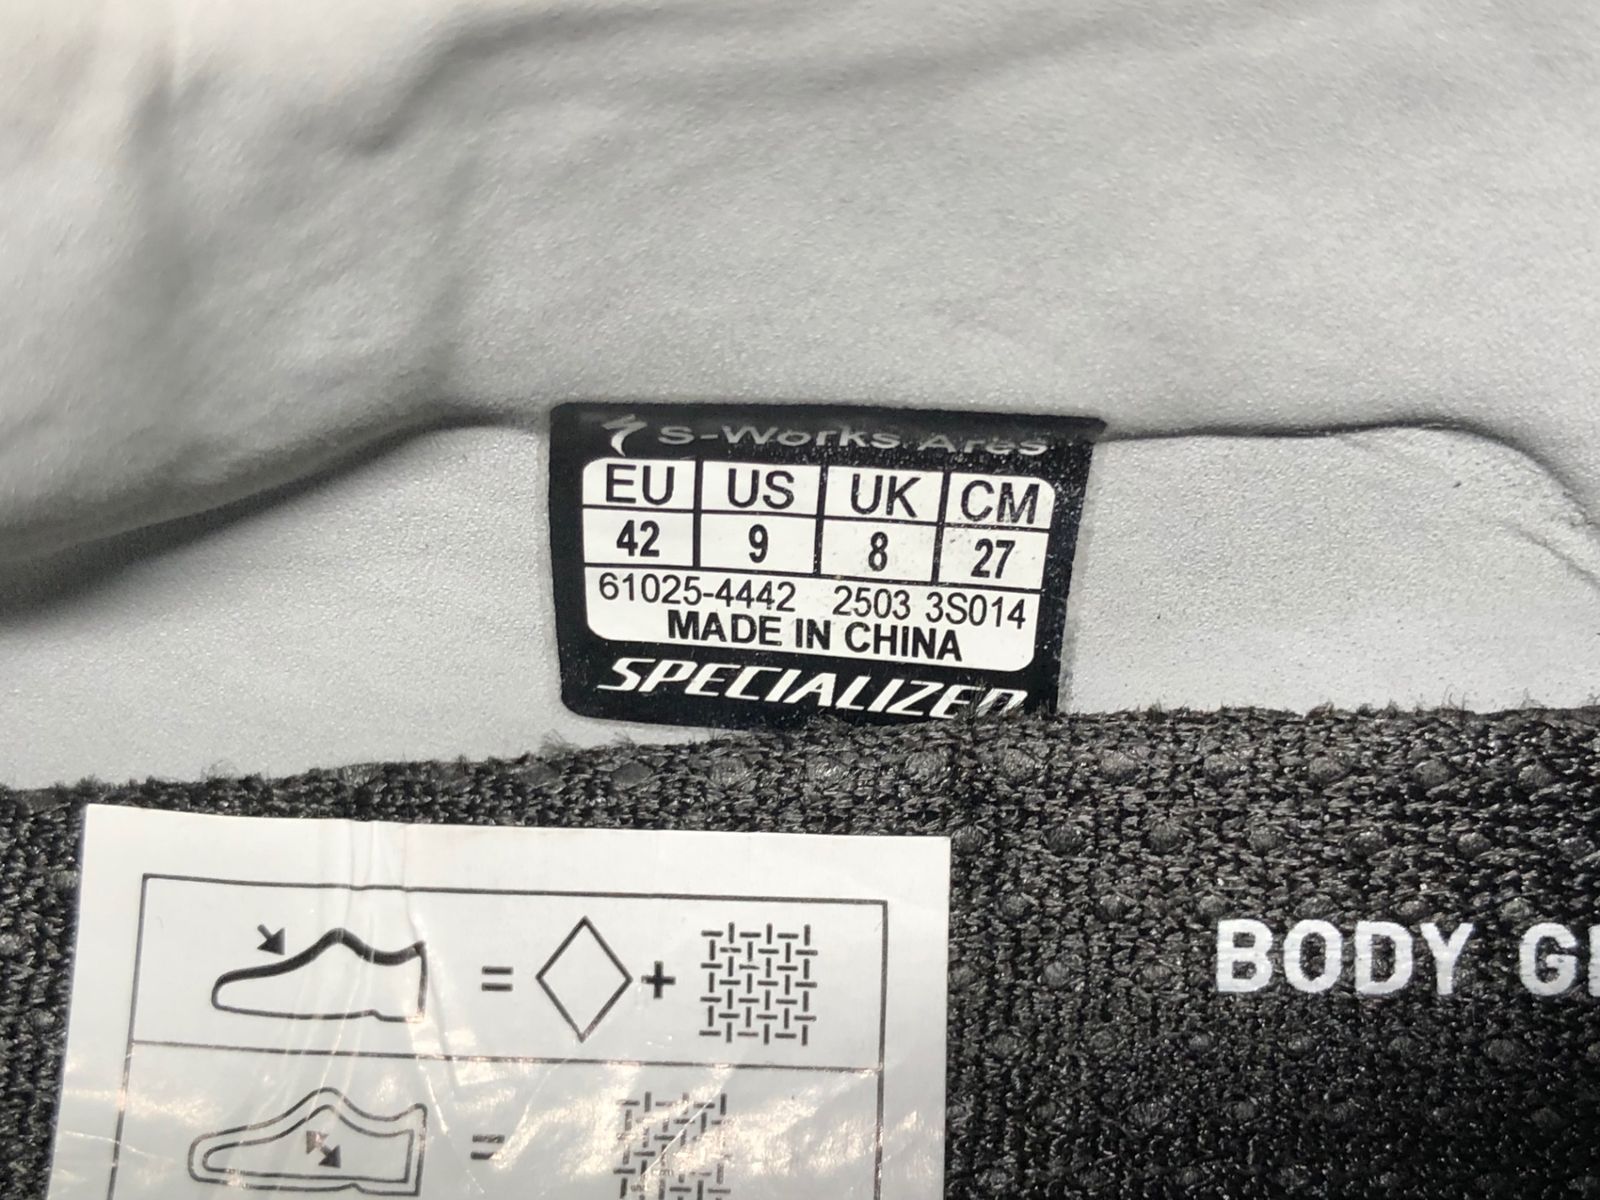 S-Works Ares
EU US UK CM
42 9 8 27
61025-4442 2503 3S014
MADE IN CHINA
SPECIALIZED
BODY